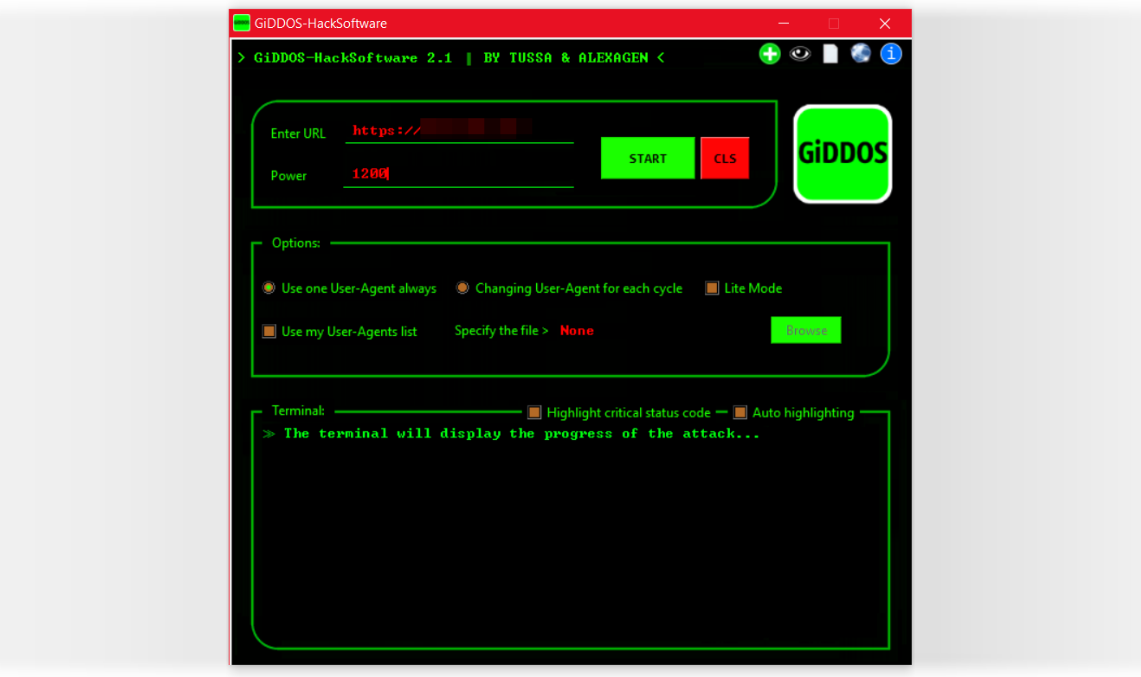 GiDDOS-HackSoftware
> GiDDOS-HackSoftware 2.1 | BY TUSSA & ALEXAGEN <
Enter URL https://
START CLS
GiDDOS
Power 1200
Options:
Use one User-Agent always Changing User-Agent for each cycle Lite Mode
Use my User-Agents list Specify the file > None Browse
Terminal: Highlight critical status code Auto highlighting
≫ The terminal will display the progress of the attack...